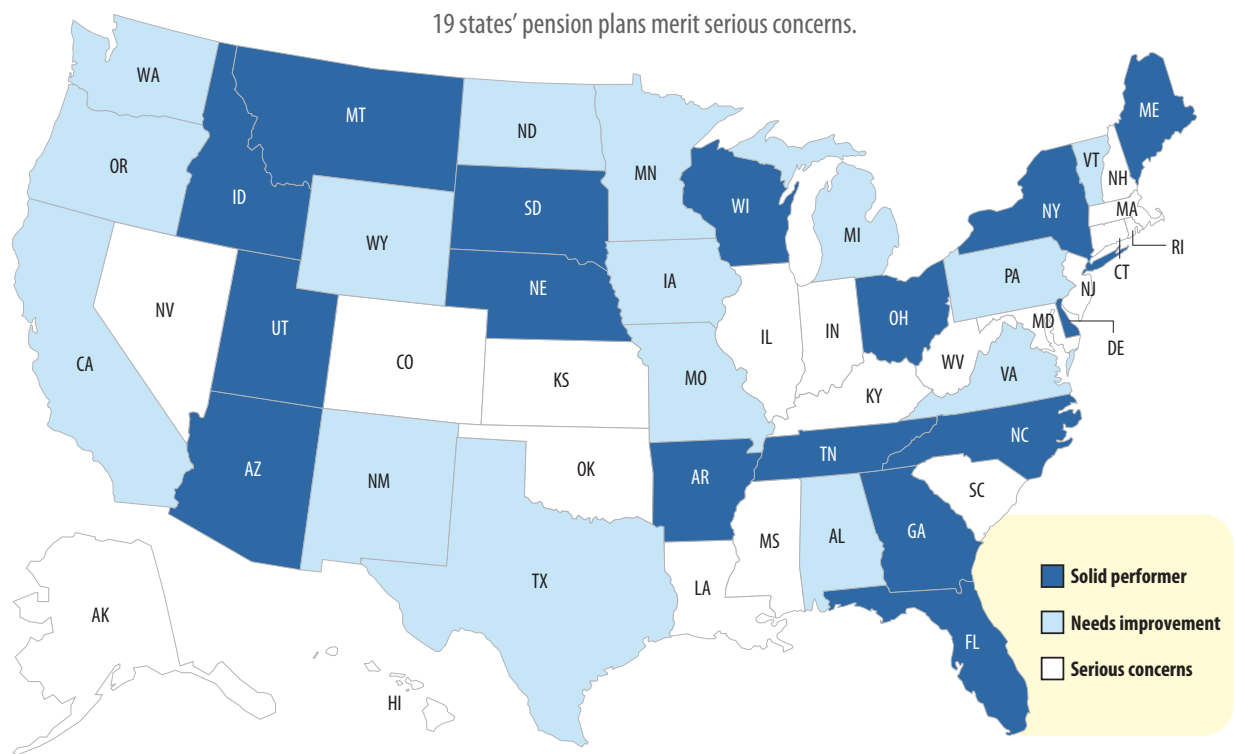 19 states’ pension plans merit serious concerns.
WA
MT
ME
ND
VT
OR
MN
NH
ID
SD
WI
NY
MA
WY
MI
RI
CT
IA
PA
NE
NJ
NV
OH
MD
UT
IL
IN
DE
CA
CO
WV
KS
MO
VA
KY
NC
TN
AZ
OK
AR
NM
SC
GA
MS
AL
TX
LA
Solid performer
AK
Needs improvement
FL
Serious concerns
HI